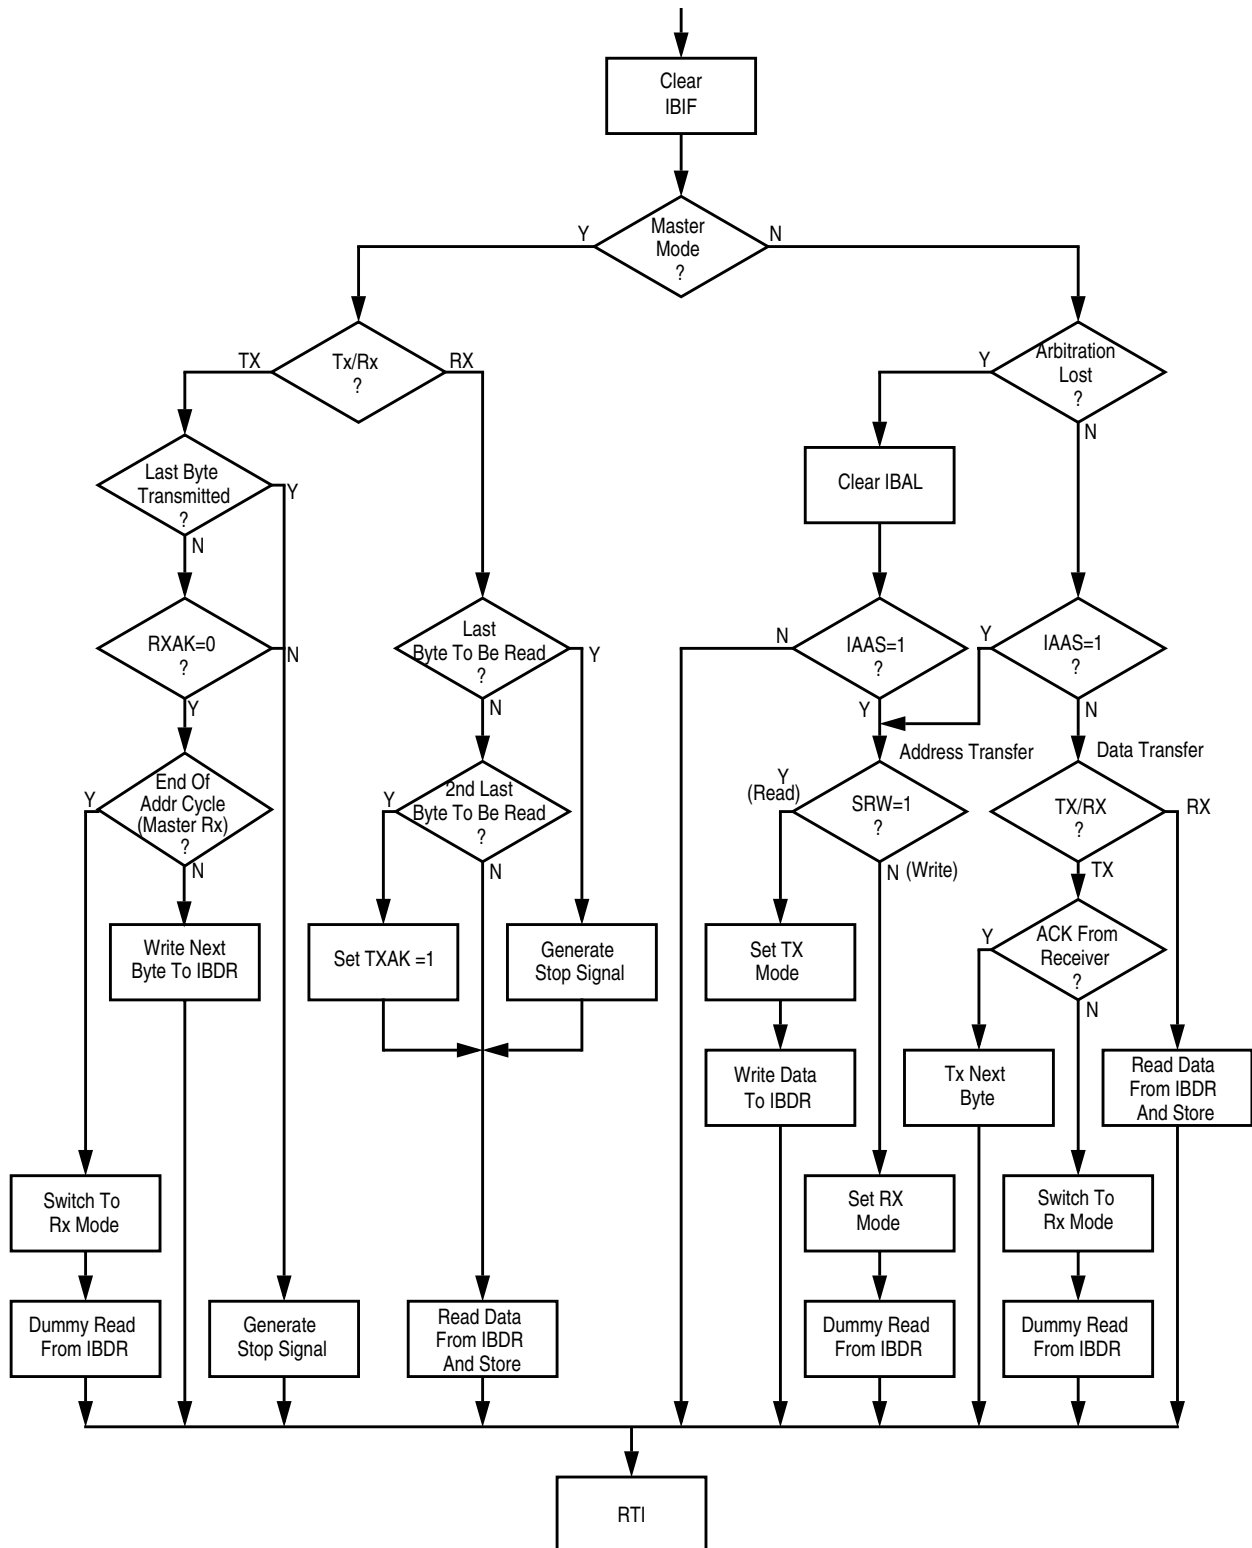 Clear
IBIF
Master
Mode
?
Y
N
Tx/Rx
?
TX
RX
Arbitration
Lost
?
Y
N
Last Byte
Transmitted
?
Y
N
Clear IBAL
RXAK=0
?
N
Y
Last
Byte To Be Read
?
Y
N
IAAS=1
?
N
Y
IAAS=1
?
Y
N
Address Transfer
Data Transfer
End Of
Addr Cycle
(Master Rx)
?
Y
N
2nd Last
Byte To Be Read
?
Y
N
SRW=1
?
Y
(Read)
N (Write)
TX/RX
?
RX
TX
Write Next
Byte To IBDR
Set TXAK =1
Generate
Stop Signal
Set TX
Mode
ACK From
Receiver
?
Y
N
Write Data
To IBDR
Tx Next
Byte
Read Data
From IBDR
And Store
Switch To
Rx Mode
Set RX
Mode
Switch To
Rx Mode
Dummy Read
From IBDR
Generate
Stop Signal
Read Data
From IBDR
And Store
Dummy Read
From IBDR
Dummy Read
From IBDR
RTI